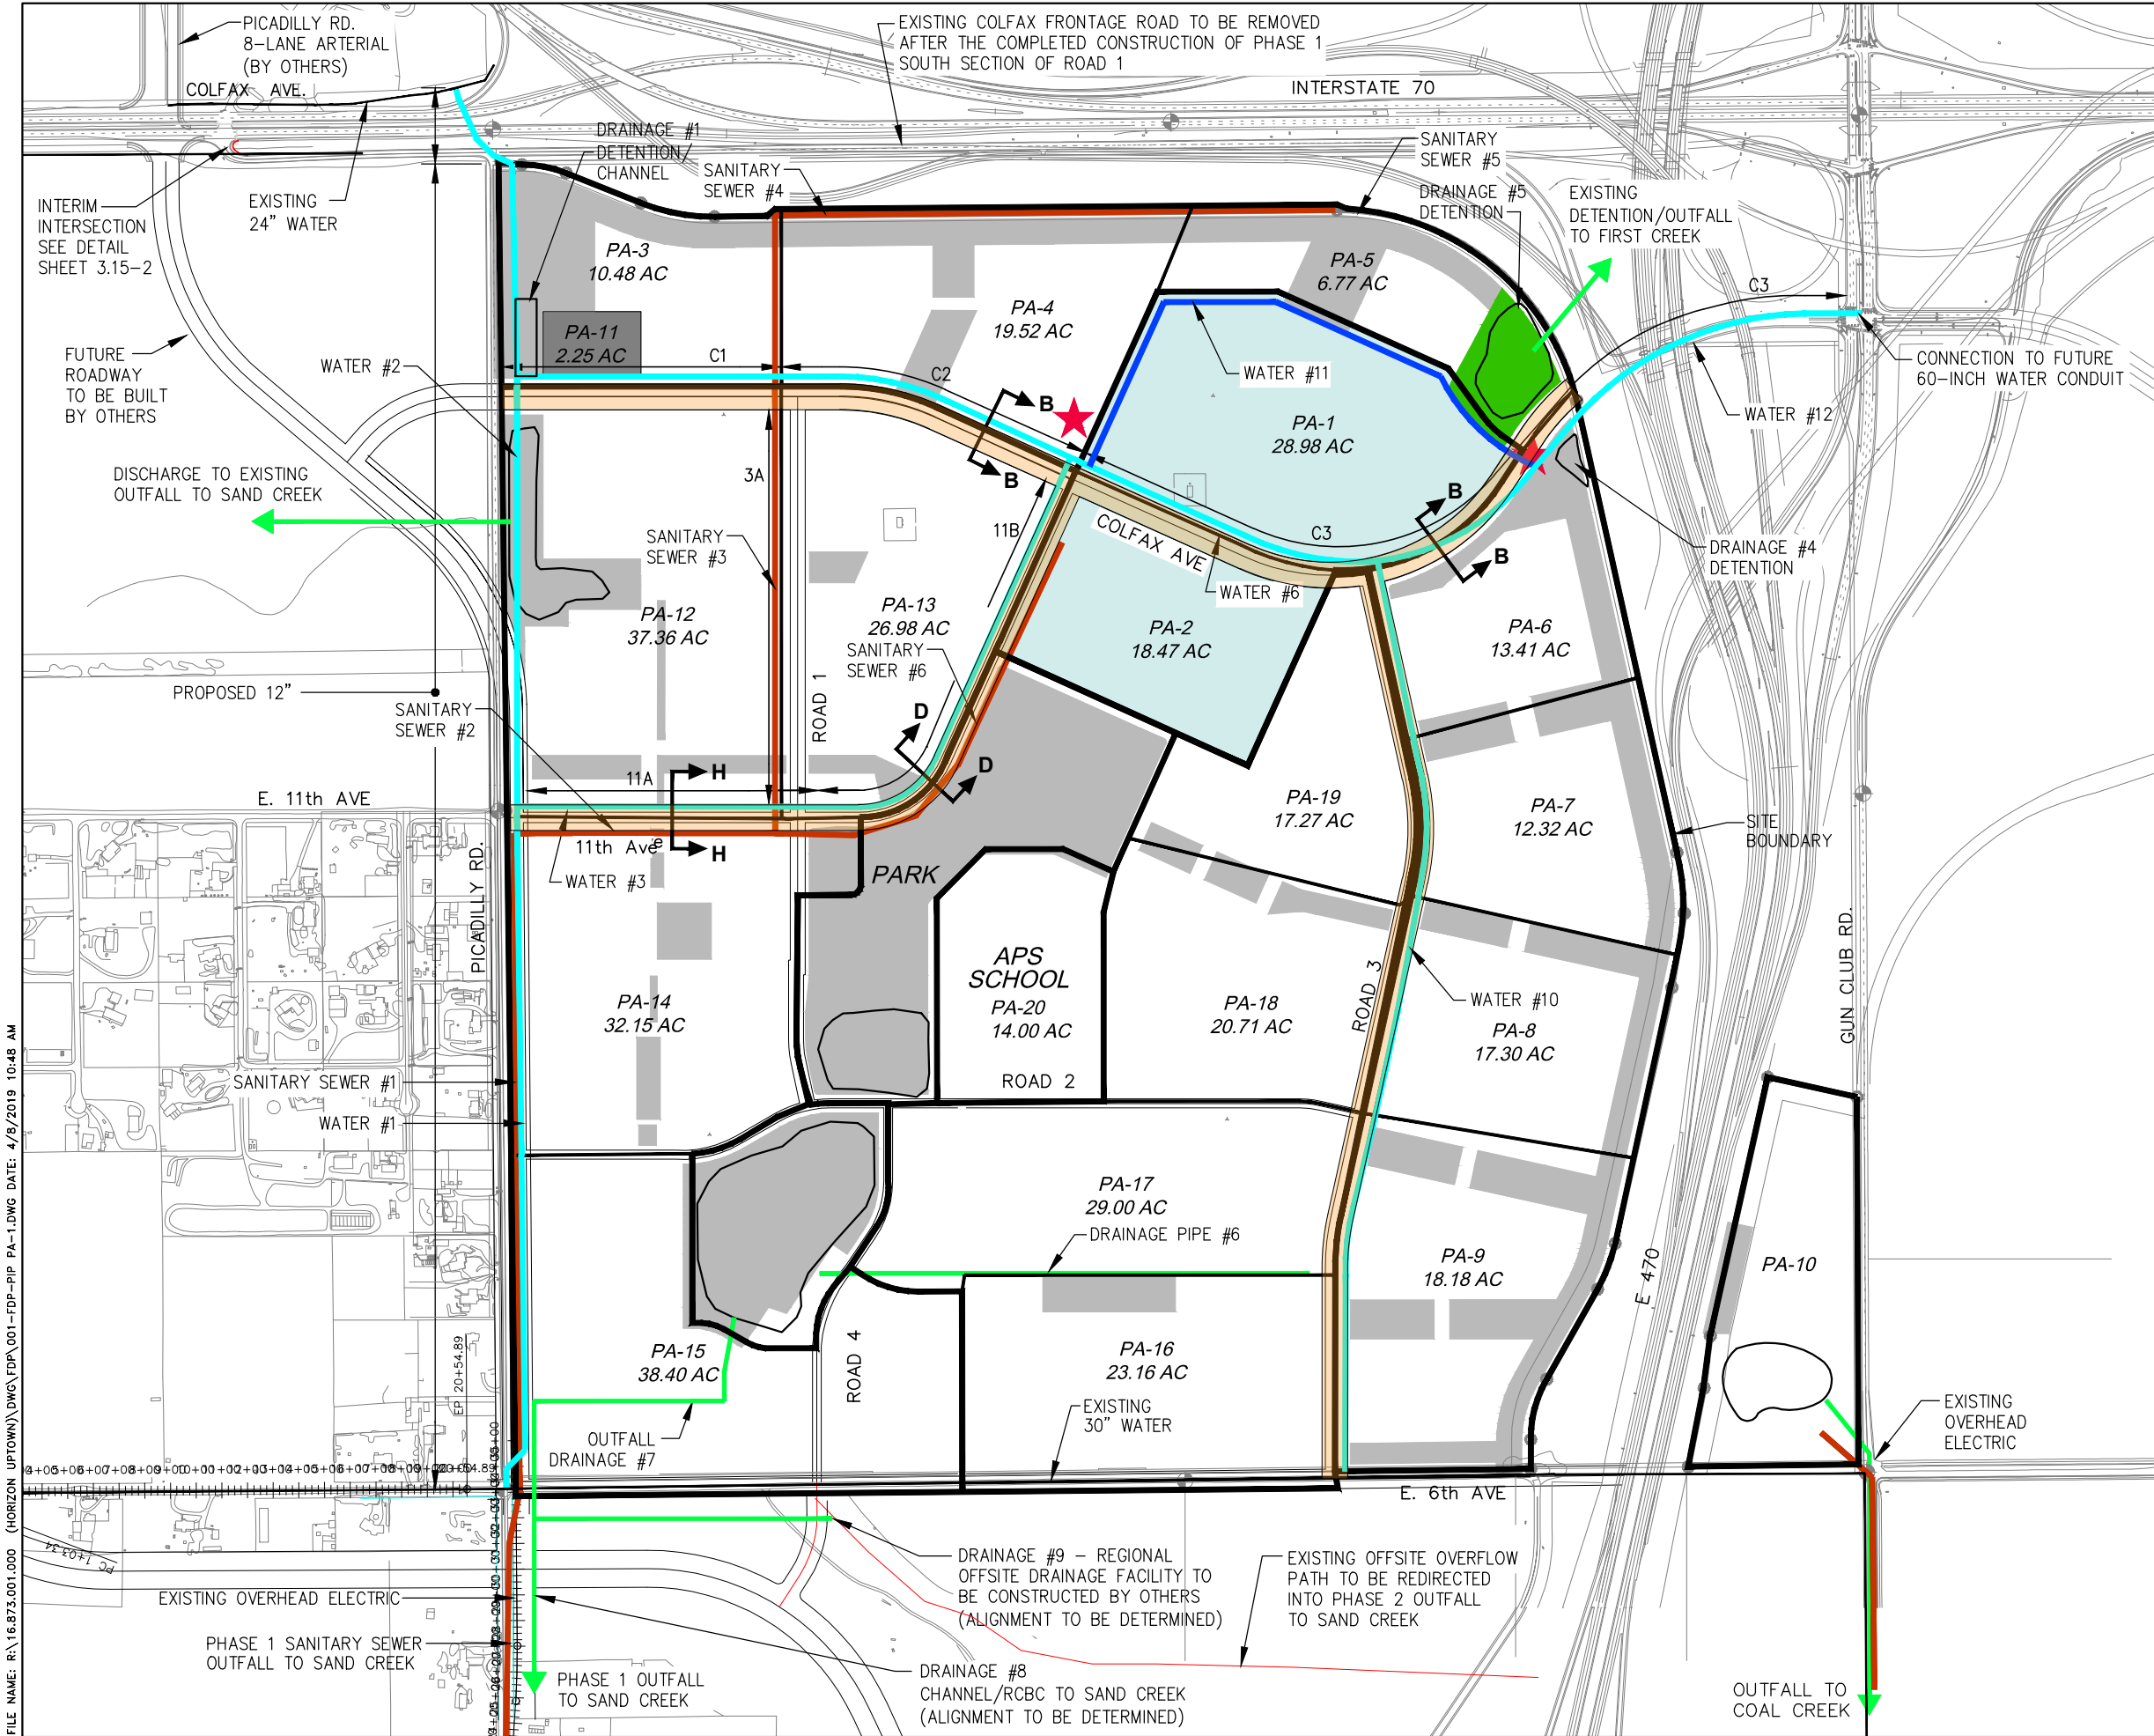 PICADILLY RD.
8-LANE ARTERIAL
(BY OTHERS)
COLFAX AVE.
EXISTING COLFAX FRONTAGE ROAD TO BE REMOVED
AFTER THE COMPLETED CONSTRUCTION OF PHASE 1
SOUTH SECTION OF ROAD 1
INTERSTATE 70
DRAINAGE #1
DETENTION/
CHANNEL
SANITARY
SEWER #4
SANITARY
SEWER #5
DRAINAGE #5
DETENTION
EXISTING
DETENTION/OUTFALL
TO FIRST CREEK
INTERIM
INTERSECTION
SEE DETAIL
SHEET 3.15-2
EXISTING
24" WATER
PA-3
10.48 AC
PA-4
19.52 AC
PA-5
6.77 AC
C3
PA-11
2.25 AC
C1
C2
FUTURE
ROADWAY
TO BE BUILT
BY OTHERS
WATER #2
WATER #11
PA-1
28.98 AC
CONNECTION TO FUTURE
60-INCH WATER CONDUIT
WATER #12
B
B
3A
DISCHARGE TO EXISTING
OUTFALL TO SAND CREEK
SANITARY
SEWER #3
11B
COLFAX AVE
C3
B
B
WATER #6
DRAINAGE #4
DETENTION
PA-12
37.36 AC
PA-13
26.98 AC
SANITARY
SEWER #6
PA-2
18.47 AC
PA-6
13.41 AC
PROPOSED 12"
SANITARY
SEWER #2
ROAD 1
D
D
11A
H
H
E. 11th AVE
11th Ave
WATER #3
PICADILLY RD.
PARK
PA-19
17.27 AC
PA-7
12.32 AC
SITE
BOUNDARY
GUN CLUB RD.
APS
SCHOOL
PA-20
14.00 AC
PA-14
32.15 AC
PA-18
20.71 AC
ROAD 3
WATER #10
PA-8
17.30 AC
SANITARY SEWER #1
WATER #1
ROAD 2
PA-17
29.00 AC
DRAINAGE PIPE #6
PA-9
18.18 AC
E 470
PA-10
PA-15
38.40 AC
ROAD 4
PA-16
23.16 AC
EXISTING
30" WATER
OUTFALL
DRAINAGE #7
EXISTING
OVERHEAD
ELECTRIC
EP 20+54.89
E. 6th AVE
PC 1+03.34
DRAINAGE #9 - REGIONAL
OFFSITE DRAINAGE FACILITY TO
BE CONSTRUCTED BY OTHERS
(ALIGNMENT TO BE DETERMINED)
EXISTING OFFSITE OVERFLOW
PATH TO BE REDIRECTED
INTO PHASE 2 OUTFALL
TO SAND CREEK
EXISTING OVERHEAD ELECTRIC
PHASE 1 SANITARY SEWER
OUTFALL TO SAND CREEK
PHASE 1 OUTFALL
TO SAND CREEK
DRAINAGE #8
CHANNEL/RCBC TO SAND CREEK
(ALIGNMENT TO BE DETERMINED)
OUTFALL TO
COAL CREEK
FILE NAME: R:\16.873.001.000 (HORIZON UPTOWN)\DWG\FDP\001-FDP-PIP PA-1.DWG DATE: 4/8/2019 10:48 AM